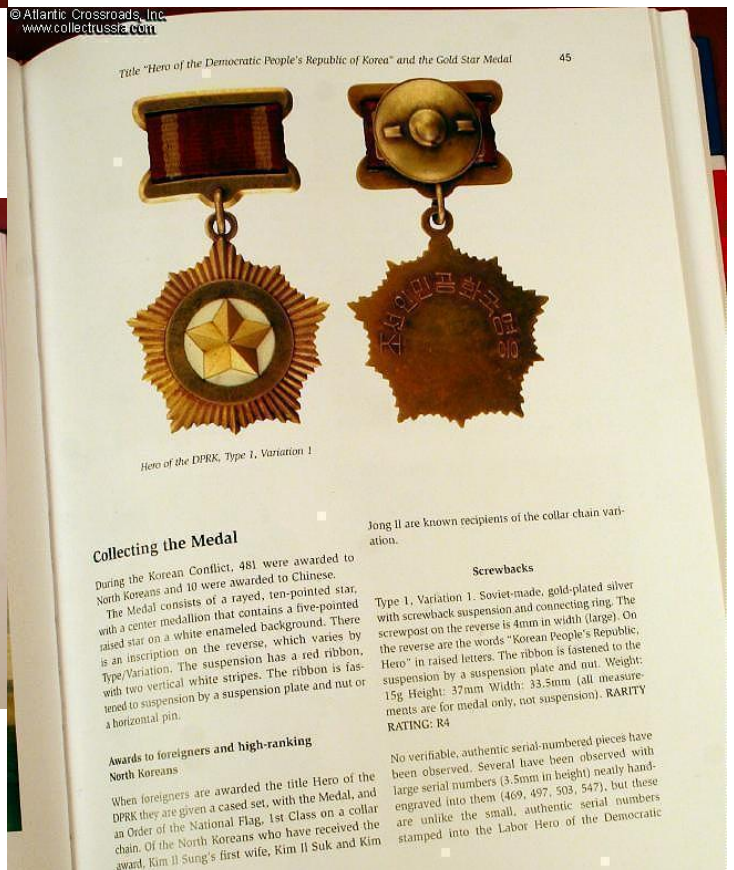 © Atlantic Crossroads, Inc.
www.collectrussia.com
Title "Hero of the Democratic People's Republic of Korea" and the Gold Star Medal 45
조선인민공화국영웅
Hero of the DPRK, Type 1, Variation 1
Collecting the Medal
During the Korean Conflict, 481 were awarded to
North Koreans and 10 were awarded to Chinese.
The Medal consists of a rayed, ten-pointed star,
with a center medallion that contains a five-pointed
raised star on a white enameled background. There
is an inscription on the reverse, which varies by
Type/Variation. The suspension has a red ribbon,
with two vertical white stripes. The ribbon is fas-
tened to suspension by a suspension plate and nut or
a horizontal pin.
Awards to foreigners and high-ranking
North Koreans
When foreigners are awarded the title Hero of the
DPRK they are given a cased set, with the Medal, and
an Order of the National Flag, 1st Class on a collar
chain. Of the North Koreans who have received the
award, Kim Il Sung's first wife, Kim Il Suk and Kim
Jong Il are known recipients of the collar chain vari-
ation.
Screwbacks
Type 1, Variation 1. Soviet-made, gold-plated silver
with screwback suspension and connecting ring. The
screwpost on the reverse is 4mm in width (large). On
the reverse are the words "Korean People's Republic,
Hero" in raised letters. The ribbon is fastened to the
suspension by a suspension plate and nut. Weight:
15g Height: 37mm Width: 33.5mm (all measure-
ments are for medal only, not suspension). RARITY
RATING: R4
No verifiable, authentic serial-numbered pieces have
been observed. Several have been observed with
large serial numbers (3.5mm in height) neatly hand-
engraved into them (469, 497, 503, 547), but these
are unlike the small, authentic serial numbers
stamped into the Labor Hero of the Democratic